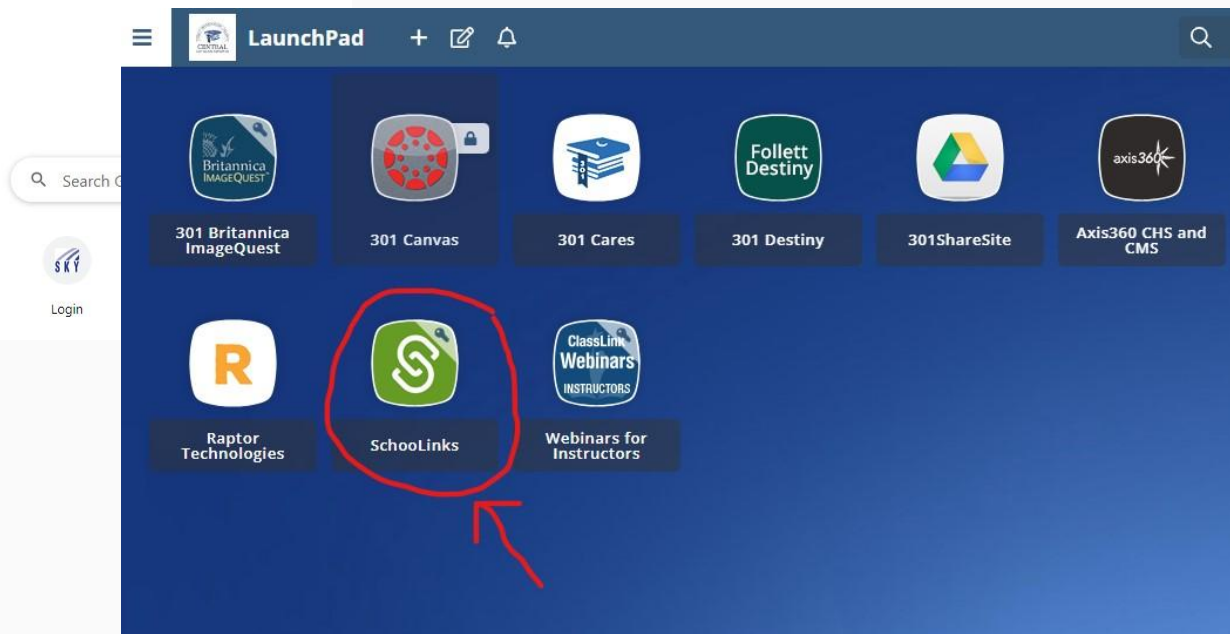 CENTRAL
LaunchPad
Search
SKY
Login
Britannica
IMAGEQUEST
301 Britannica
ImageQuest
301 Canvas
301
301 Cares
Follett
Destiny
301 Destiny
301ShareSite
axis360
Axis360 CHS and
CMS
R
Raptor
Technologies
S
SchooLinks
ClassLink
Webinars
INSTRUCTORS
Webinars for
Instructors